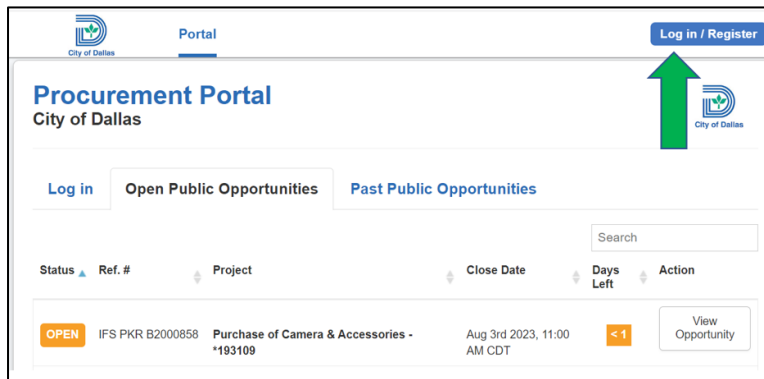 Portal
Log in / Register
City of Dallas
Procurement Portal
City of Dallas
City of Dallas
Log in Open Public Opportunities Past Public Opportunities
Search
Status Ref. # Project Close Date Days Left Action
OPEN IFS PKR B2000858 Purchase of Camera & Accessories - Aug 3rd 2023, 11:00 < 1 View Opportunity
*193109 AM CDT